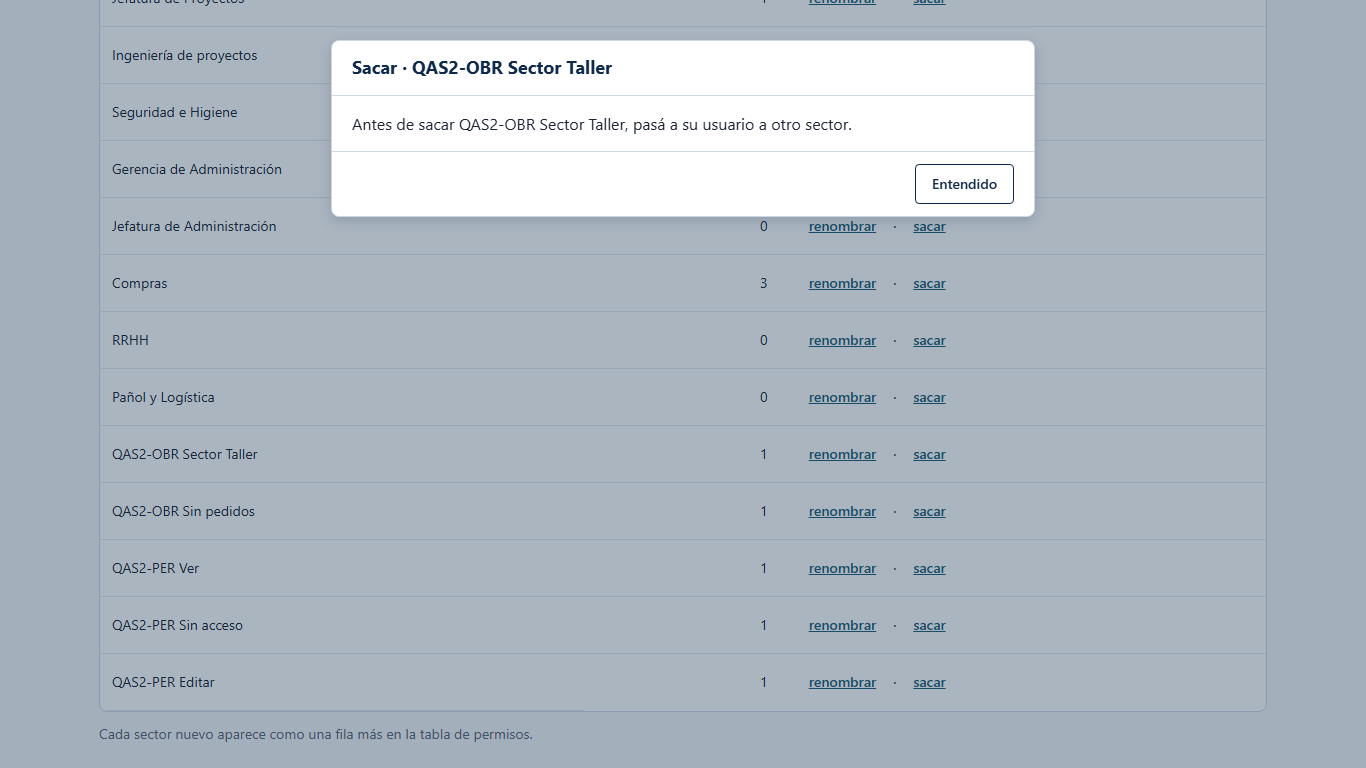 Jefatura de Proyectos 1 renombrar · sacar
Ingeniería de proyectos
Sacar · QAS2-OBR Sector Taller
Seguridad e Higiene
Antes de sacar QAS2-OBR Sector Taller, pasá a su usuario a otro sector.
Gerencia de Administración
Entendido
Jefatura de Administración 0 renombrar · sacar
Compras 3 renombrar · sacar
RRHH 0 renombrar · sacar
Pañol y Logística 0 renombrar · sacar
QAS2-OBR Sector Taller 1 renombrar · sacar
QAS2-OBR Sin pedidos 1 renombrar · sacar
QAS2-PER Ver 1 renombrar · sacar
QAS2-PER Sin acceso 1 renombrar · sacar
QAS2-PER Editar 1 renombrar · sacar
Cada sector nuevo aparece como una fila más en la tabla de permisos.